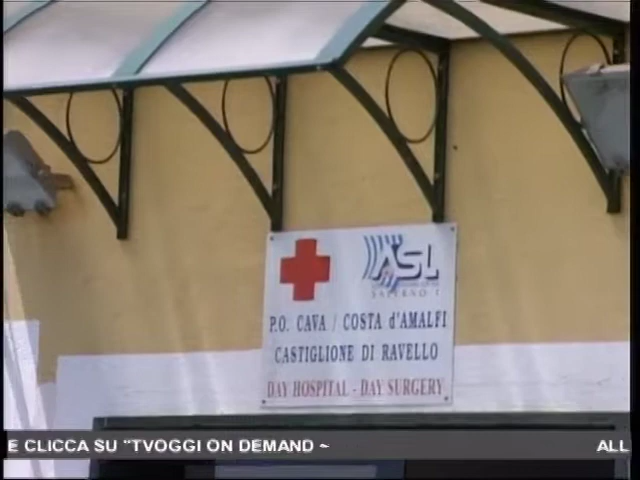 ASL
SALERNO 1
P.O. CAVA / COSTA d'AMALFI
CASTIGLIONE DI RAVELLO
DAY HOSPITAL - DAY SURGERY
E CLICCA SU "TVOGGI ON DEMAND ~ ALL